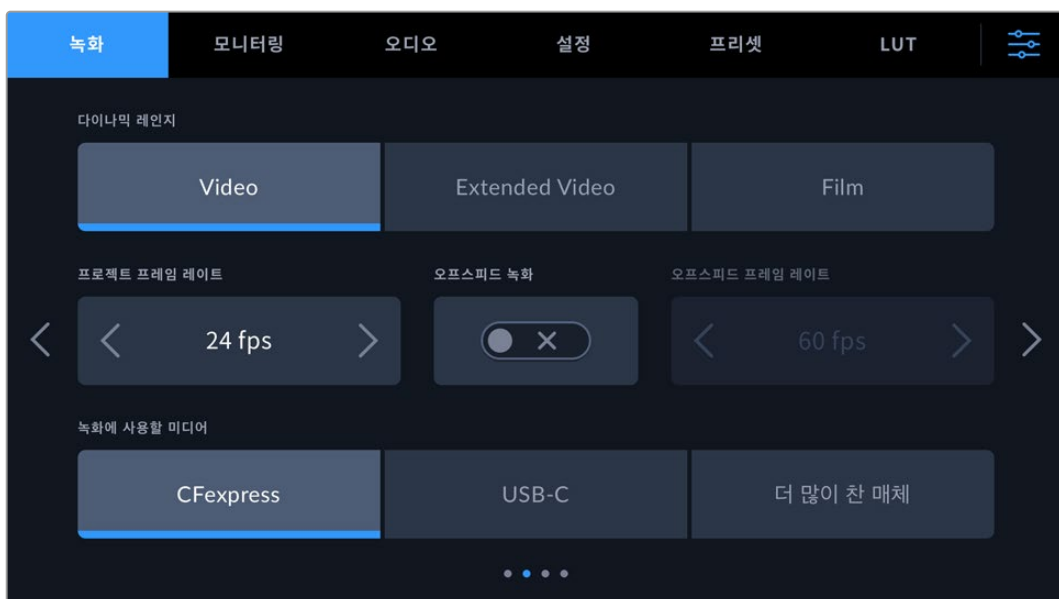 녹화 모니터링 오디오 설정 프리셋 LUT
다이나믹 레인지
Video Extended Video Film
프로젝트 프레임 레이트 오프스피드 녹화 오프스피드 프레임 레이트
24 fps 60 fps
녹화에 사용할 미디어
CFexpress USB-C 더 많이 찬 매체